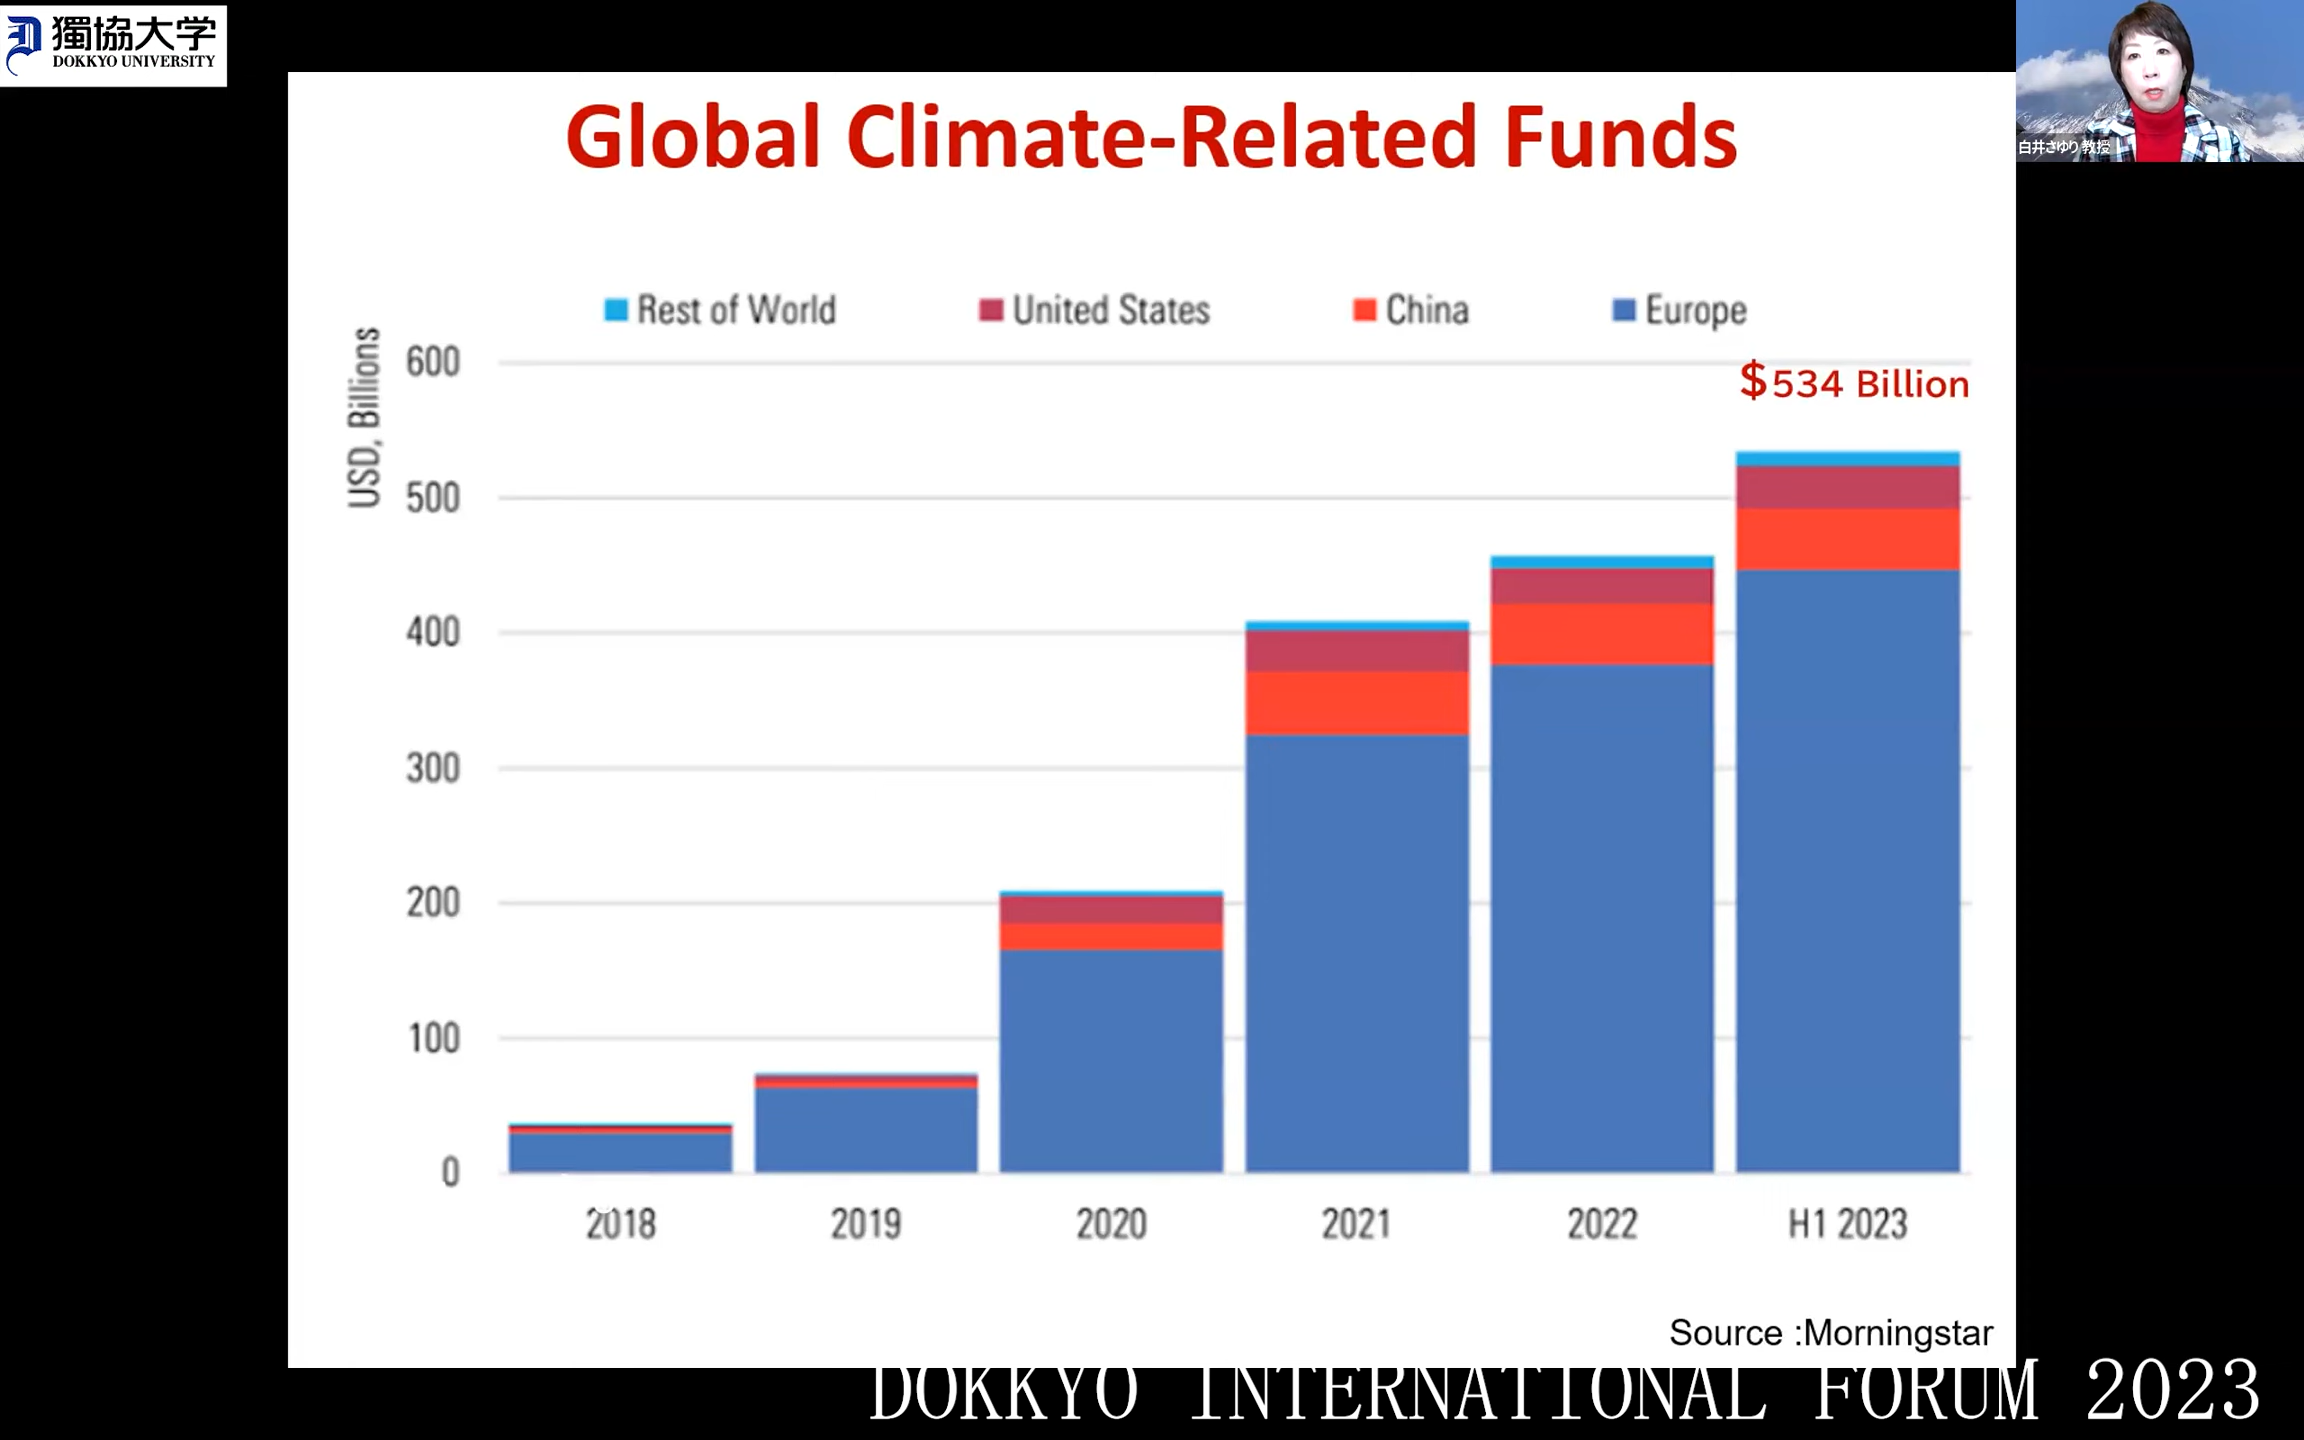 獨協大学
DOKKYO UNIVERSITY
白井さゆり 教授
Global Climate-Related Funds
Rest of World
United States
China
Europe
USD, Billions
600
$534 Billion
500
400
300
200
100
0
2018
2019
2020
2021
2022
H1 2023
Source :Morningstar
DOKKYO INTERNATIONAL FORUM 2023